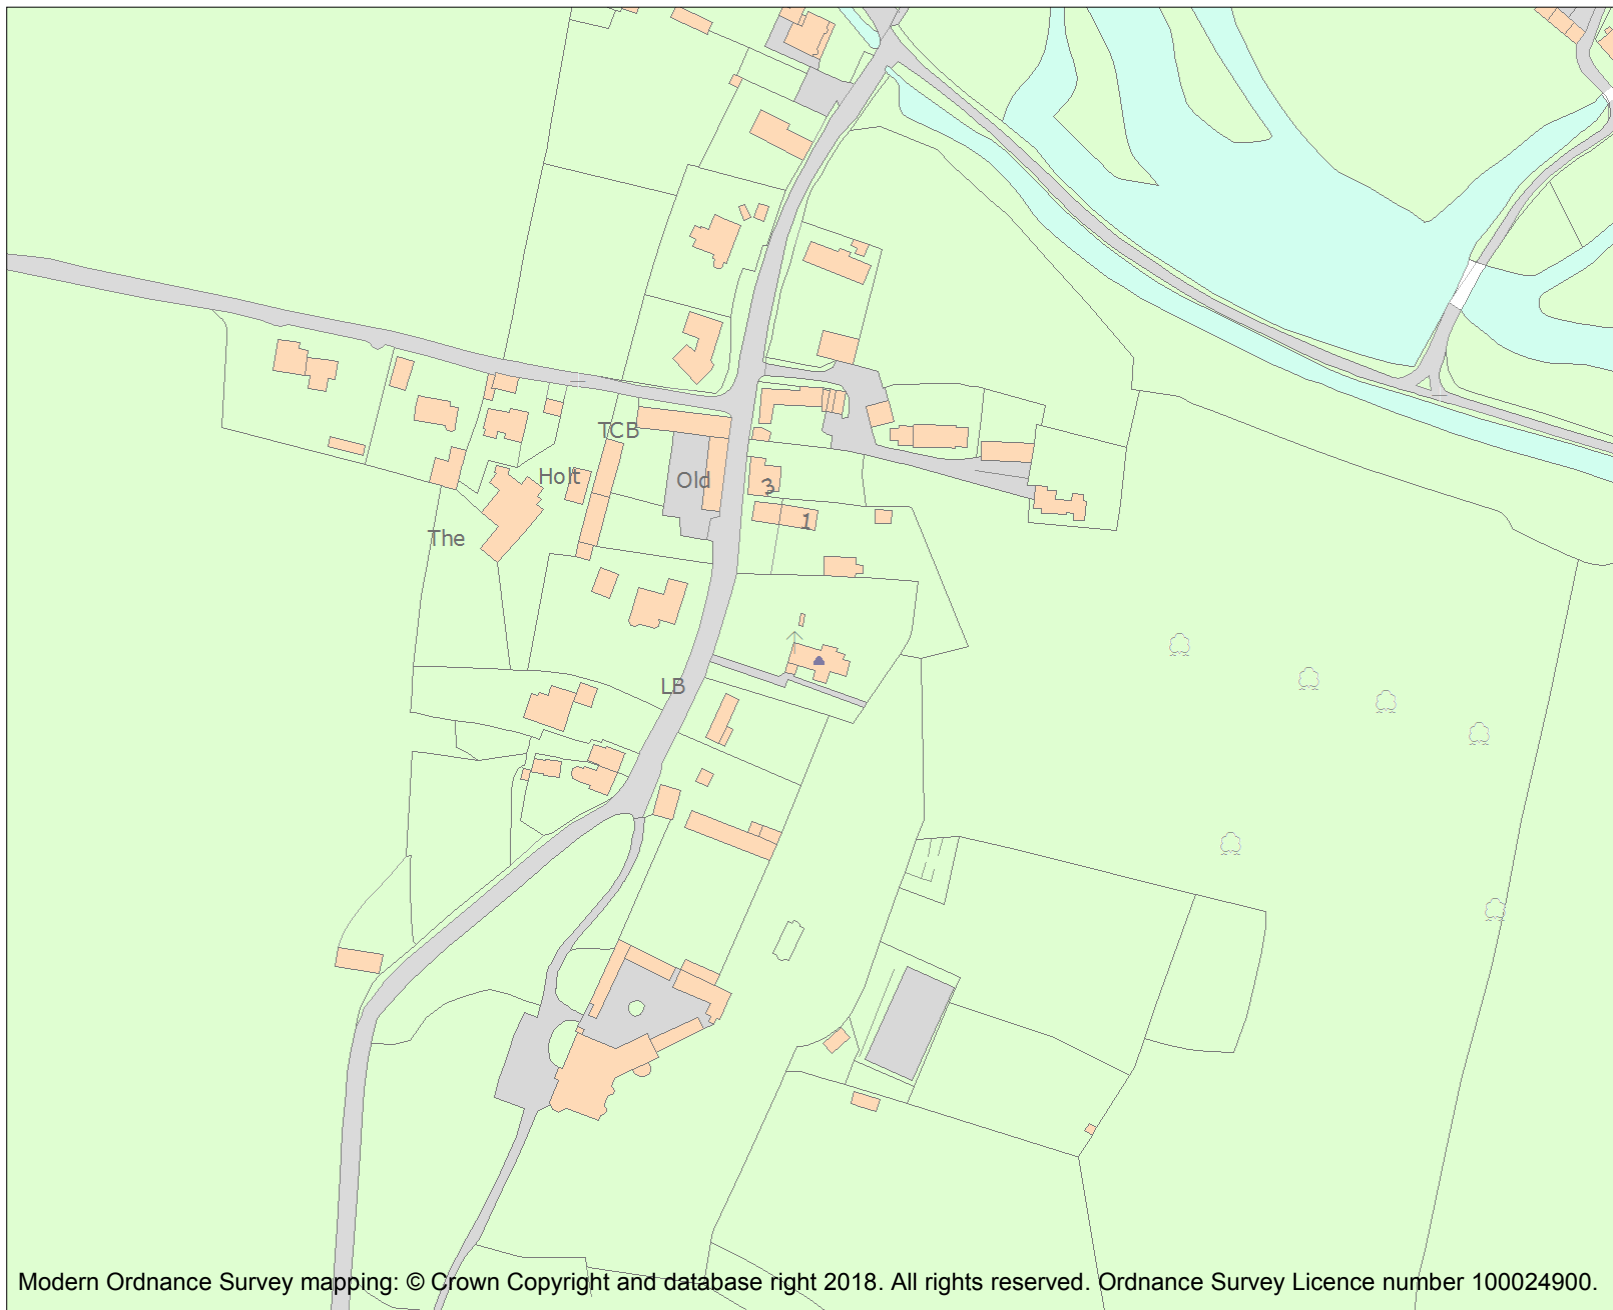 TCB
Holt
Old
3
The
1
LB
Modern Ordnance Survey mapping: © Crown Copyright and database right 2018. All rights reserved. Ordnance Survey Licence number 100024900.